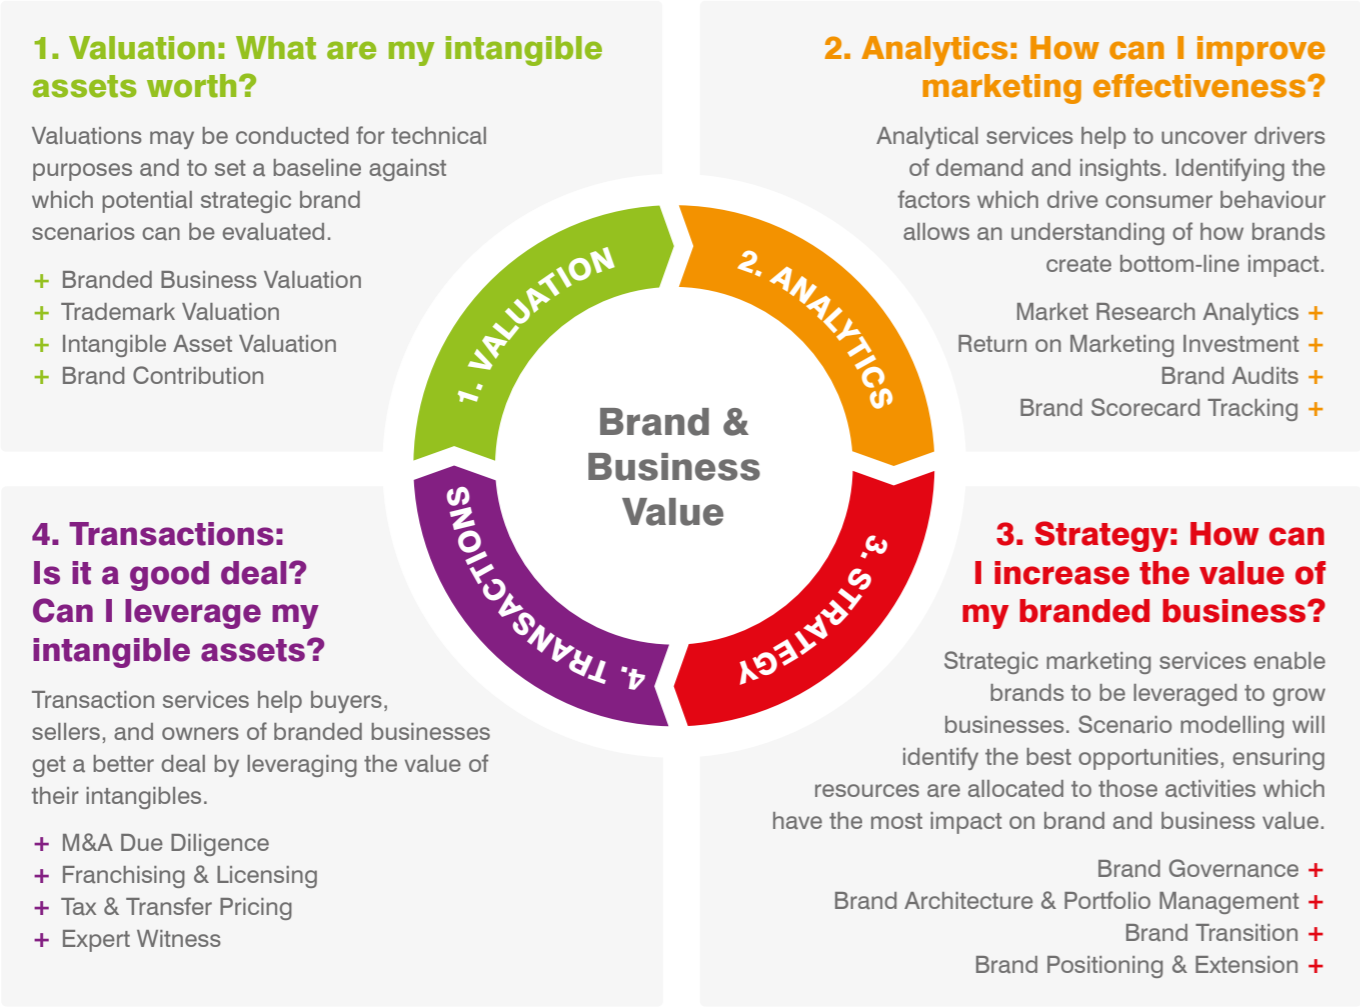 1. Valuation: What are my intangible
assets worth?
Valuations may be conducted for technical
purposes and to set a baseline against
which potential strategic brand
scenarios can be evaluated.
+ Branded Business Valuation
+ Trademark Valuation
+ Intangible Asset Valuation
+ Brand Contribution
2. Analytics: How can I improve
marketing effectiveness?
Analytical services help to uncover drivers
of demand and insights. Identifying the
factors which drive consumer behaviour
allows an understanding of how brands
create bottom-line impact.
Market Research Analytics +
Return on Marketing Investment +
Brand Audits +
Brand Scorecard Tracking +
1. VALUATION
2. ANALYTICS
3. STRATEGY
4. TRANSACTIONS
Brand &
Business
Value
3. Strategy: How can
I increase the value of
my branded business?
Strategic marketing services enable
brands to be leveraged to grow
businesses. Scenario modelling will
identify the best opportunities, ensuring
resources are allocated to those activities which
have the most impact on brand and business value.
Brand Governance +
Brand Architecture & Portfolio Management +
Brand Transition +
Brand Positioning & Extension +
4. Transactions:
Is it a good deal?
Can I leverage my
intangible assets?
Transaction services help buyers,
sellers, and owners of branded businesses
get a better deal by leveraging the value of
their intangibles.
+ M&A Due Diligence
+ Franchising & Licensing
+ Tax & Transfer Pricing
+ Expert Witness